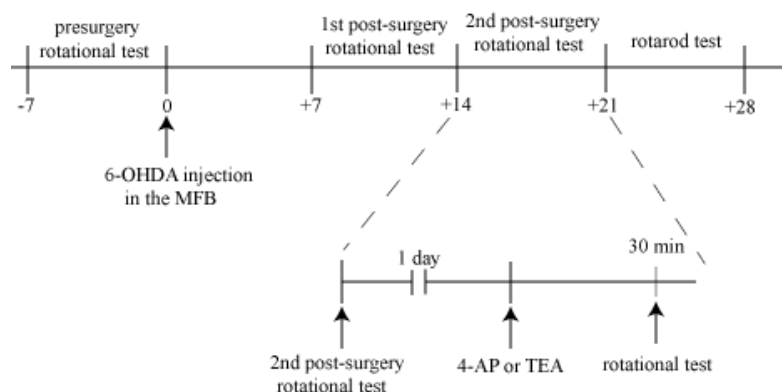 presurgery
rotational test
1st post-surgery
rotational test
2nd post-surgery
rotational test
rotarod test
-7
0
+7
+14
+21
+28
6-OHDA injection
in the MFB
1 day
30 min
2nd post-surgery
rotational test
4-AP or TEA
rotational test